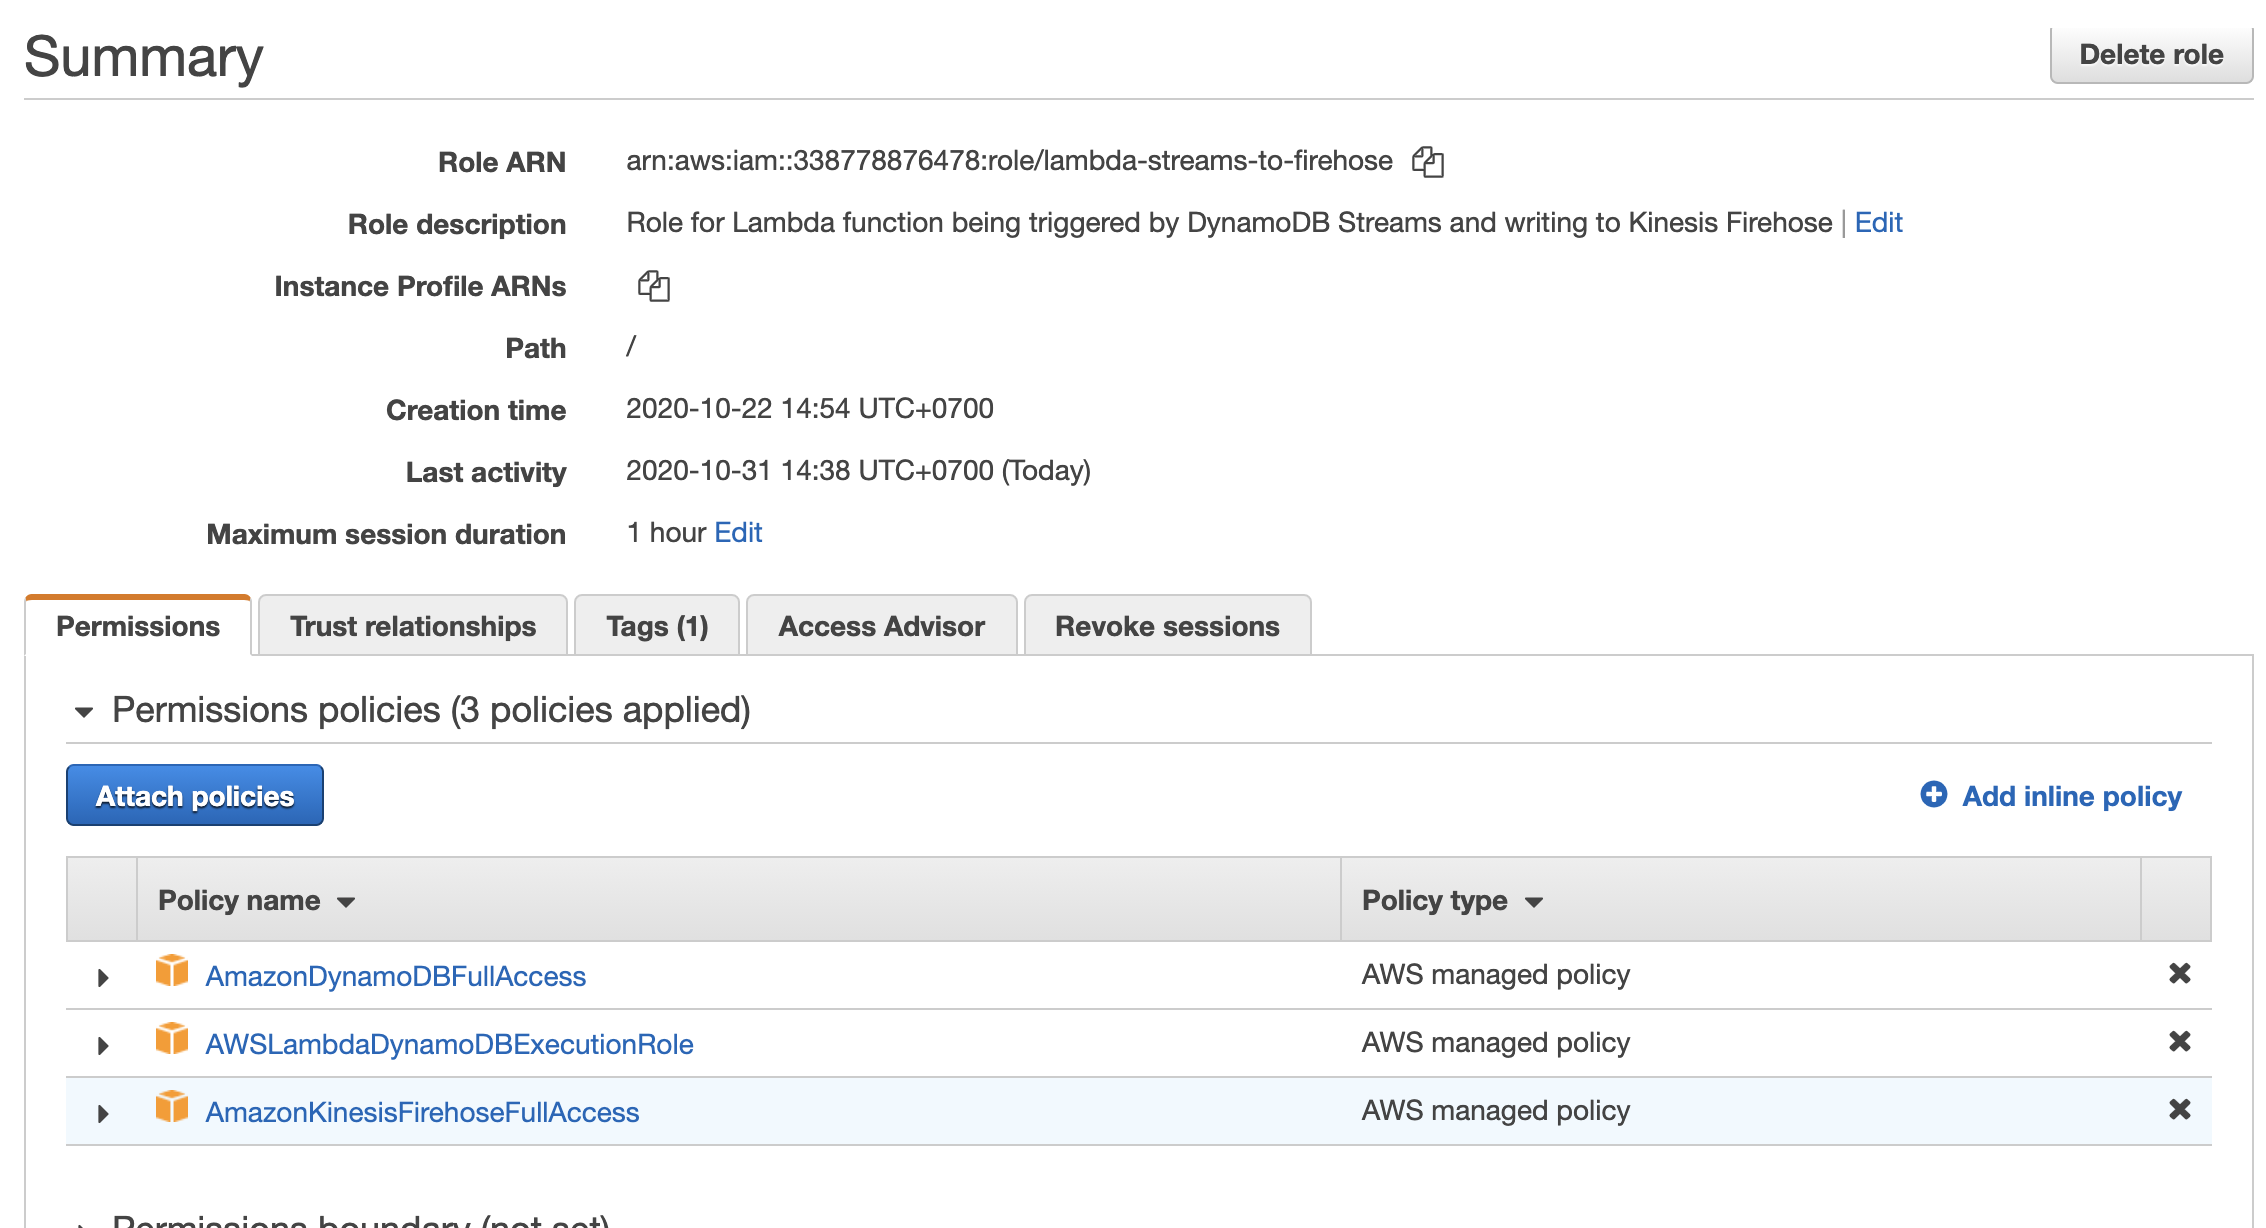 Summary
Delete role
Role ARN arn:aws:iam::338778876478:role/lambda-streams-to-firehose
Role description Role for Lambda function being triggered by DynamoDB Streams and writing to Kinesis Firehose | Edit
Instance Profile ARNs
Path /
Creation time 2020-10-22 14:54 UTC+0700
Last activity 2020-10-31 14:38 UTC+0700 (Today)
Maximum session duration 1 hour Edit
Permissions Trust relationships Tags (1) Access Advisor Revoke sessions
Permissions policies (3 policies applied)
Attach policies Add inline policy
Policy name Policy type
AmazonDynamoDBFullAccess AWS managed policy
AWSLambdaDynamoDBExecutionRole AWS managed policy
AmazonKinesisFirehoseFullAccess AWS managed policy
Permissions boundary (not set)